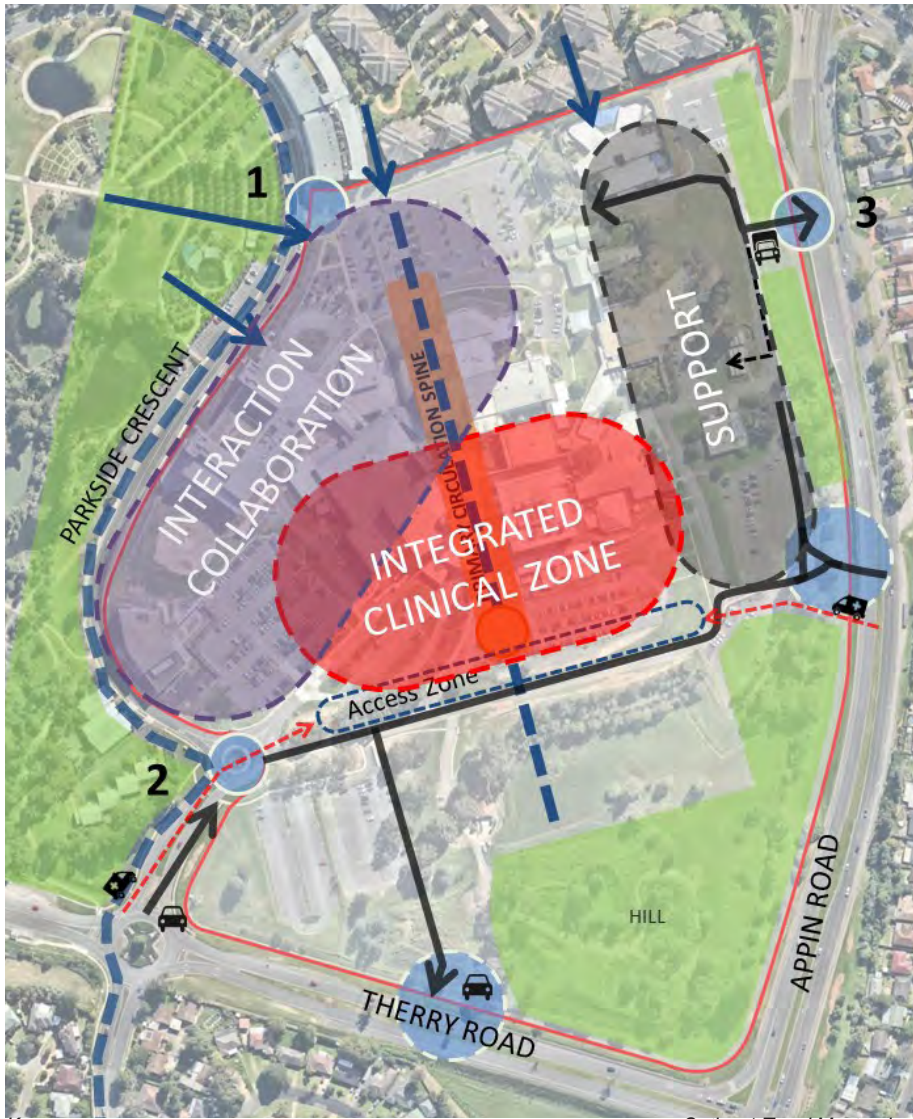 1
3
PARKSIDE CRESCENT
INTERACTION
COLLABORATION
CIRCULATION SPINE
SUPPORT
INTEGRATED
CLINICAL ZONE
Access Zone
2
HILL
APPIN ROAD
THERRY ROAD